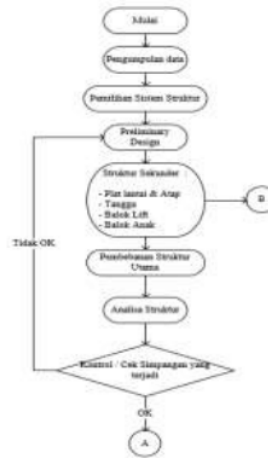 Mulai
Pengumpulan data
Pemilihan Sistem Struktur
Preliminary
Design
Struktur Sekunder :
- Plat lantai & Atap
- Tangga
- Balok Lift
- Balok Anak
B
Tidak OK
Pembebanan Struktur
Utama
Analisa Struktur
Kontrol / Cek Simpangan yang
terjadi
OK
A